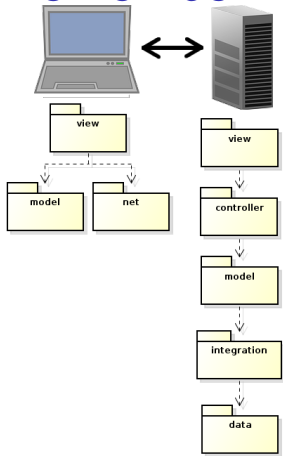 view
model
net
view
controller
model
integration
data